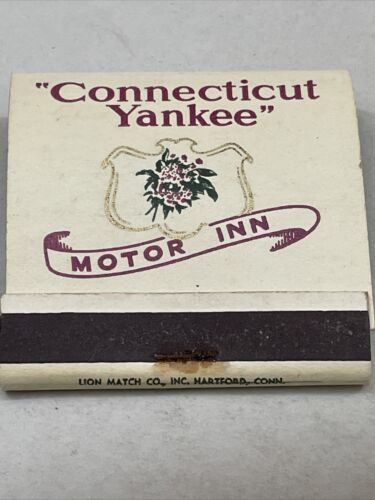 "Connecticut
Yankee"
MOTOR INN
LION MATCH CO., INC. HARTFORD, CONN.